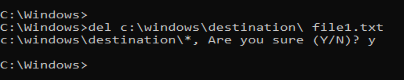 C:\Windows>
C:\Windows>del c:\windows\destination\ file1.txt
c:\windows\destination\*, Are you sure (Y/N)? y
C:\Windows>